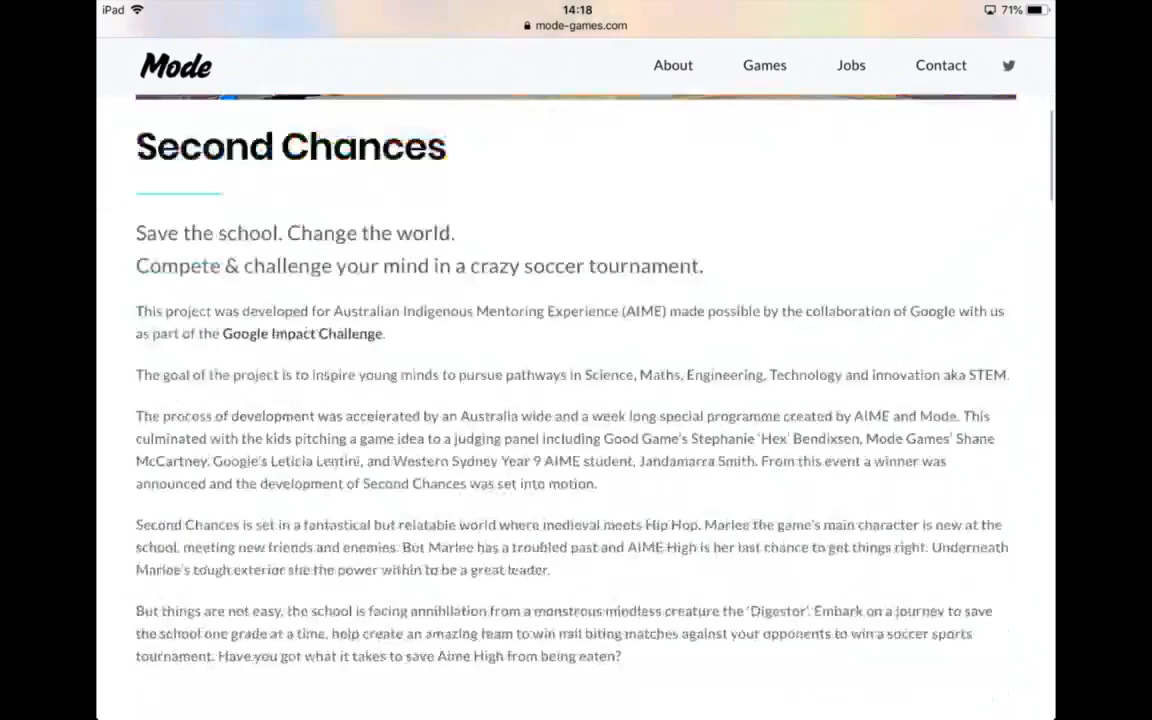 iPad
14:18
71%
mode-games.com
Mode
About Games Jobs Contact
Second Chances
Save the school. Change the world.
Compete & challenge your mind in a crazy soccer tournament.
This project was developed for Australian Indigenous Mentoring Experience (AIME) made possible by the collaboration of Google with us
as part of the Google Impact Challenge.
The goal of the project is to inspire young minds to pursue pathways in Science, Maths, Engineering, Technology and innovation aka STEM.
The process of development was accelerated by an Australia wide and a week long special programme created by AIME and Mode. This
culminated with the kids pitching a game idea to a judging panel including Good Game's Stephanie 'Hex' Bendixsen, Mode Games' Shane
McCartney, Google's Leticia Lentini, and Western Sydney Year 9 AIME student, Jandamarra Smith. From this event a winner was
announced and the development of Second Chances was set into motion.
Second Chances is set in a fantastical but relatable world where medieval meets Hip Hop. Marlee the game's main character is new at the
school, meeting new friends and enemies. But Marlee has a troubled past and AIME High is her last chance to get things right. Underneath
Marlee's tough exterior she the power within to be a great leader.
But things are not easy, the school is facing annihilation from a monstrous mindless creature the 'Digestor'. Embark on a journey to save
the school one grade at a time, help create an amazing team to win nail biting matches against your opponents to win a soccer sports
tournament. Have you got what it takes to save Aime High from being eaten?